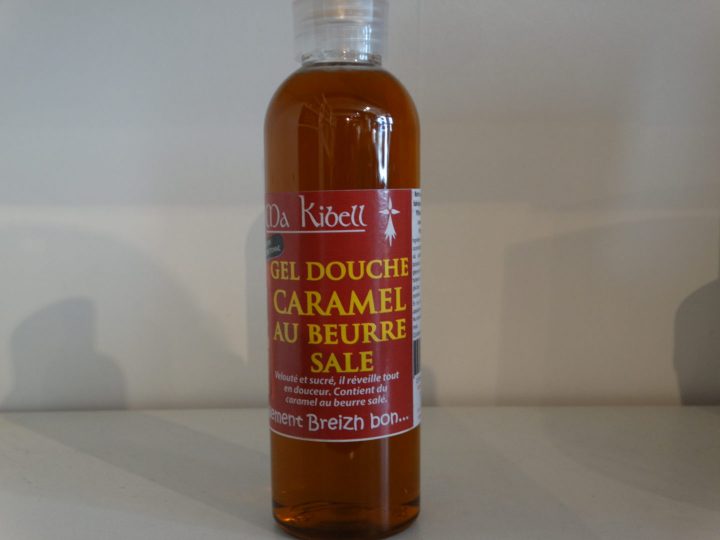 Ma Kibell
GEL DOUCHE
CARAMEL
AU BEURRE
SALE
Velouté et sucré, il réveille tout
en douceur. Contient du
caramel au beurre salé.
ement Breizh bon...